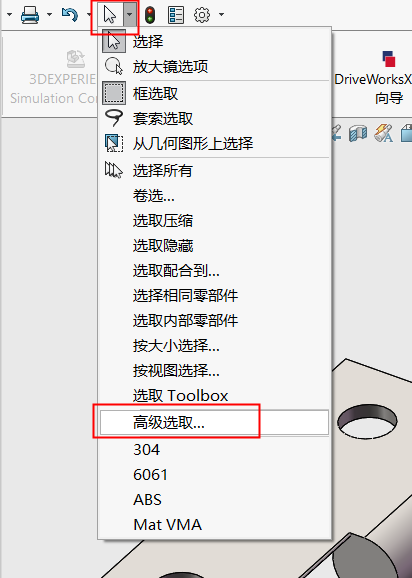 选择
放大镜选项
3DEXPERIE
Simulation Co
DriveWorksX
向导
框选取
套索选取
从几何图形上选择
选择所有
卷选...
选取压缩
选取隐藏
选取配合到...
选择相同零部件
选取内部零部件
按大小选择...
按视图选择...
选取 Toolbox
高级选取...
304
6061
ABS
Mat VMA